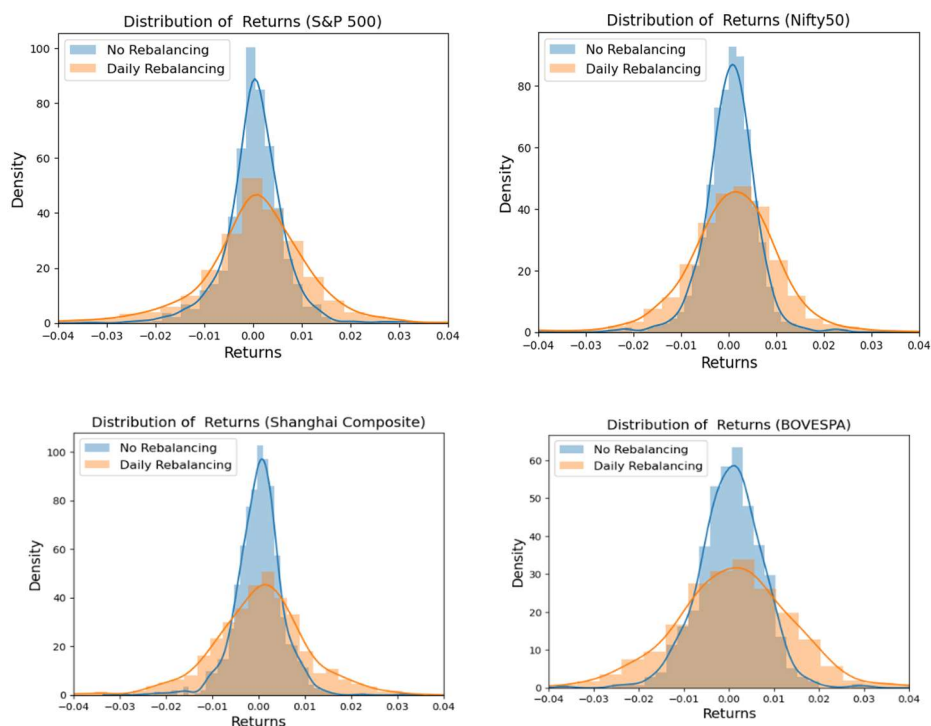 Distribution of Returns (S&P 500)
No Rebalancing
Daily Rebalancing
Density
100
80
60
40
20
0
−0.04 −0.03 −0.02 −0.01 0.00 0.01 0.02 0.03 0.04
Returns
Distribution of Returns (Nifty50)
No Rebalancing
Daily Rebalancing
Density
80
60
40
20
0
−0.04 −0.03 −0.02 −0.01 0.00 0.01 0.02 0.03 0.04
Returns
Distribution of Returns (Shanghai Composite)
No Rebalancing
Daily Rebalancing
Density
100
80
60
40
20
0
−0.04 −0.03 −0.02 −0.01 0.00 0.01 0.02 0.03 0.04
Returns
Distribution of Returns (BOVESPA)
No Rebalancing
Daily Rebalancing
Density
60
50
40
30
20
10
0
−0.04 −0.03 −0.02 −0.01 0.00 0.01 0.02 0.03 0.04
Returns